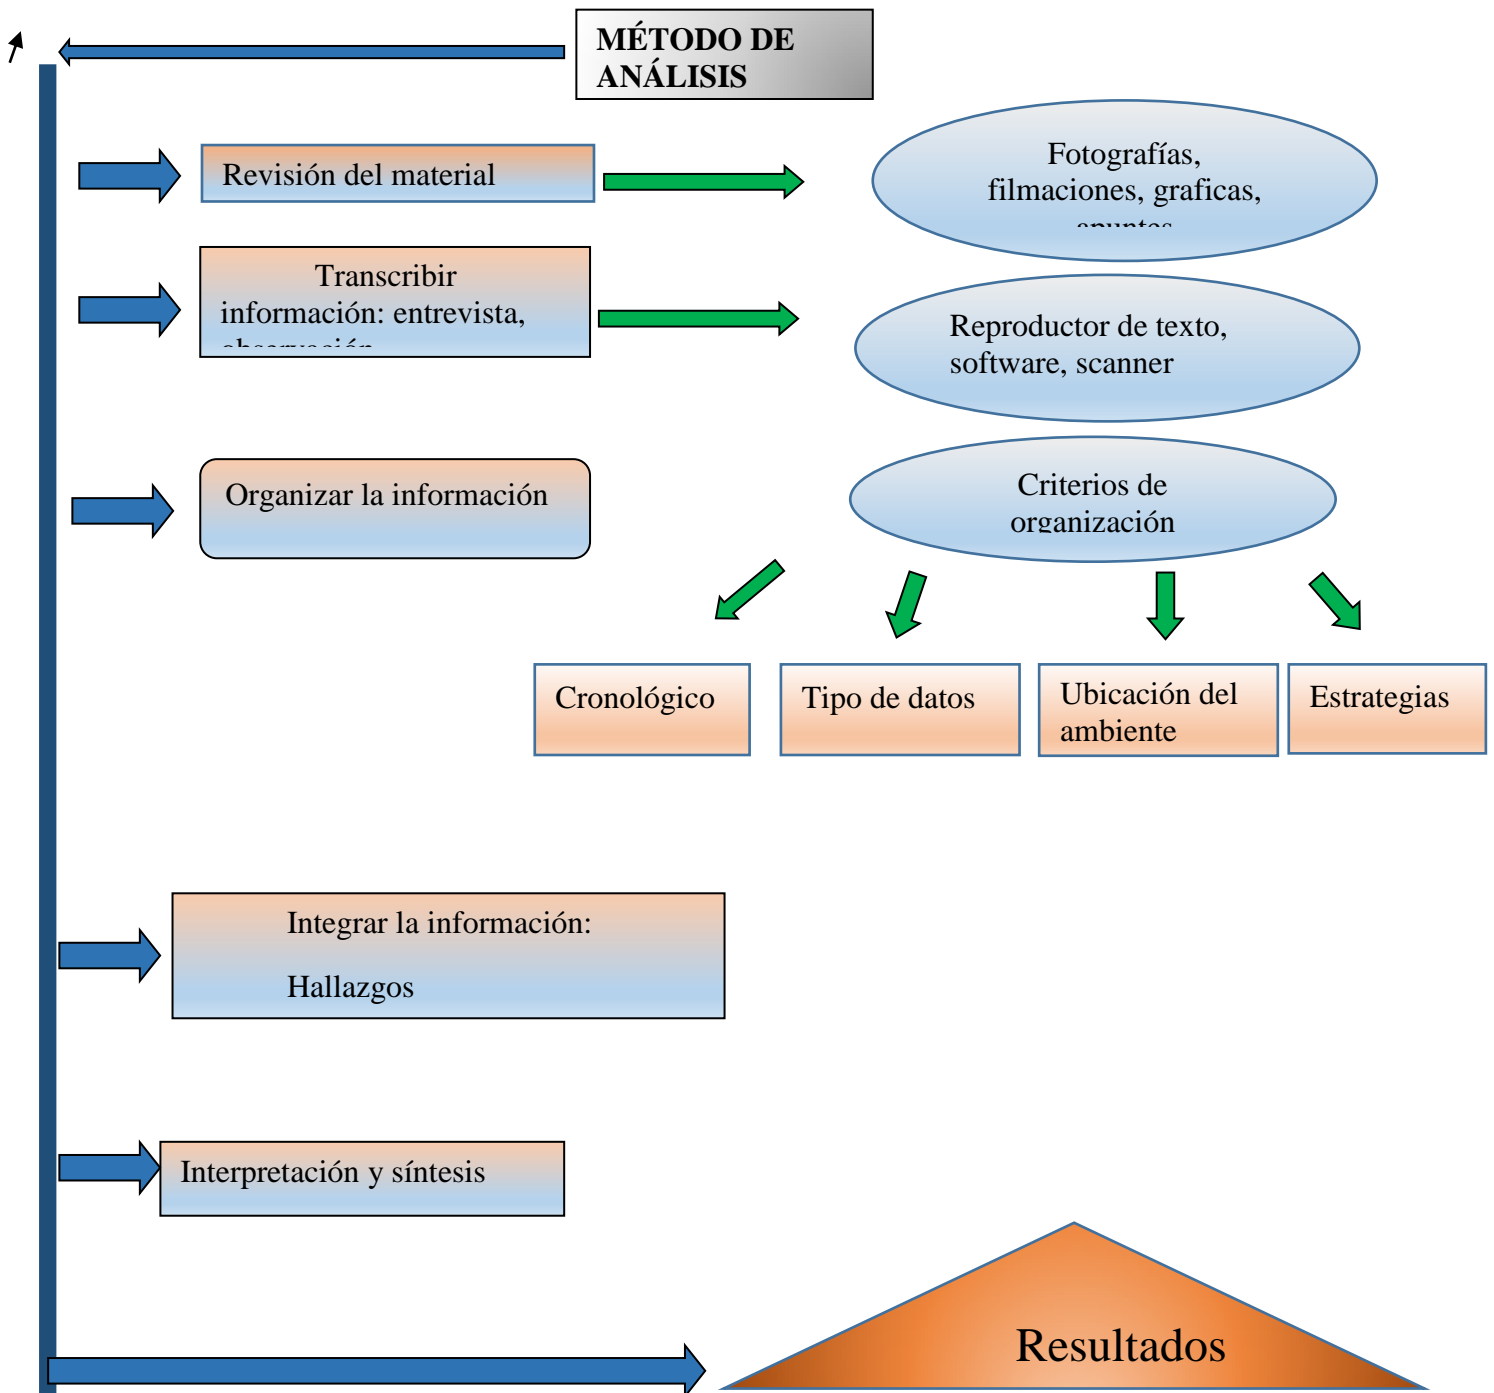 MÉTODO DE
ANÁLISIS
Revisión del material
Fotografías,
filmaciones, graficas,
Transcribir
información: entrevista,
Reproductor de texto,
software, scanner
Organizar la información
Criterios de
organización
Cronológico
Tipo de datos
Ubicación del
ambiente
Estrategias
Integrar la información:
Hallazgos
Interpretación y síntesis
Resultados